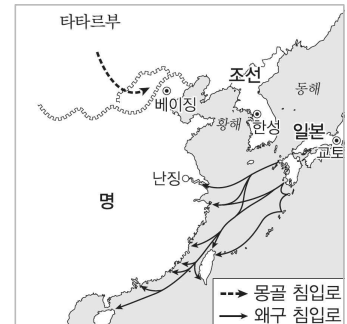 타타르부
조선
동해
베이징
한성
황해
일본
교토
난징
명
몽골 침입로
왜구 침입로